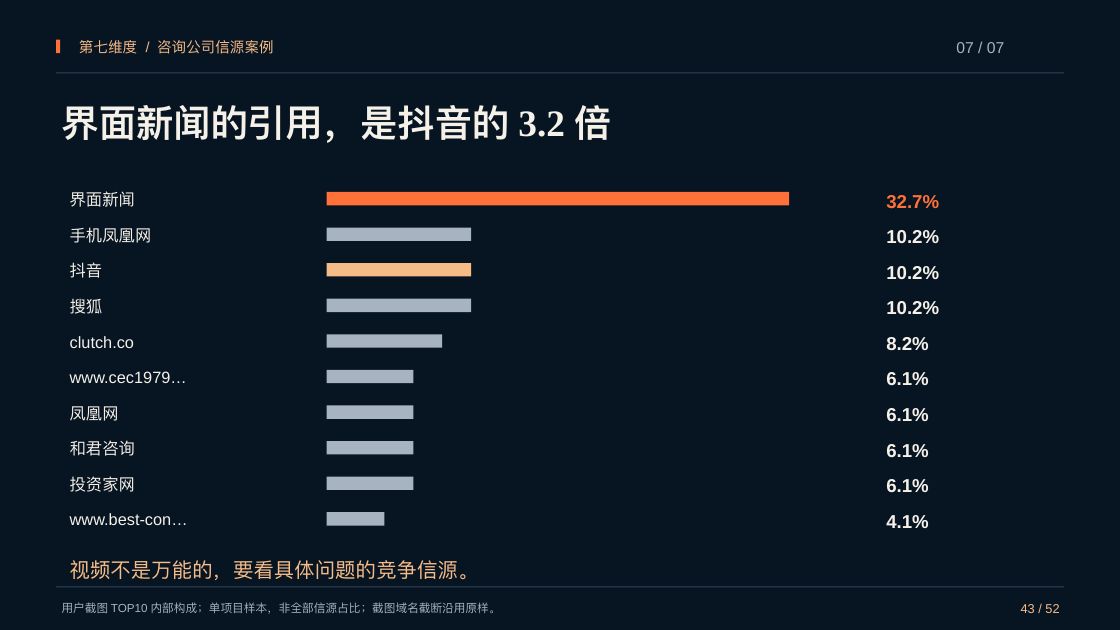 第七维度 / 咨询公司信源案例
07 / 07
界面新闻的引用，是抖音的 3.2 倍
界面新闻 32.7%
手机凤凰网 10.2%
抖音 10.2%
搜狐 10.2%
clutch.co 8.2%
www.cec1979… 6.1%
凤凰网 6.1%
和君咨询 6.1%
投资家网 6.1%
www.best-con… 4.1%
视频不是万能的，要看具体问题的竞争信源。
用户截图 TOP10 内部构成；单项目样本，非全部信源占比；截图域名截断沿用原样。
43 / 52